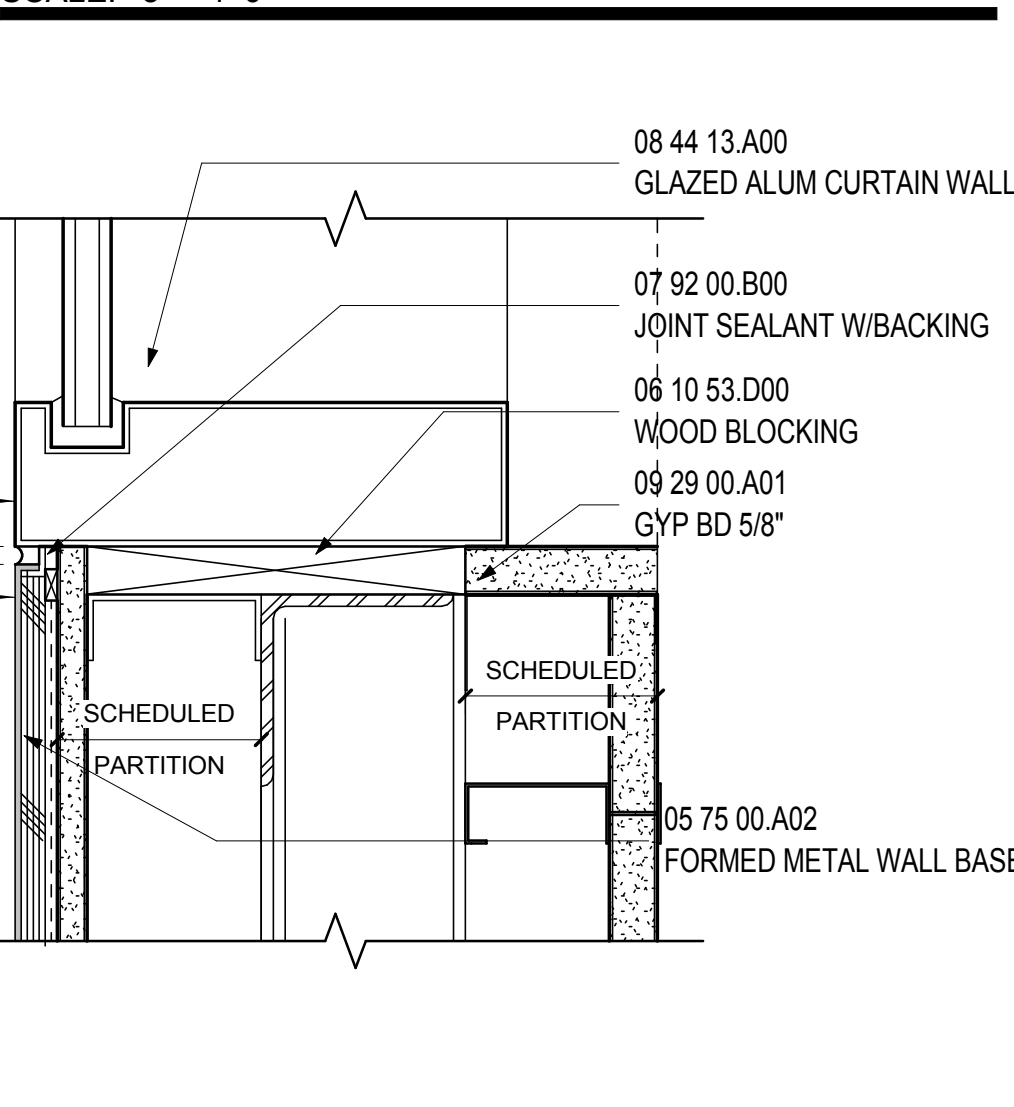 08 44 13.A00
GLAZED ALUM CURTAIN WALL
07 92 00.B00
JOINT SEALANT W/BACKING
06 10 53.D00
WOOD BLOCKING
09 29 00.A01
GYP BD 5/8"
SCHEDULED
PARTITION
SCHEDULED
PARTITION
05 75 00.A02
FORMED METAL WALL BASE